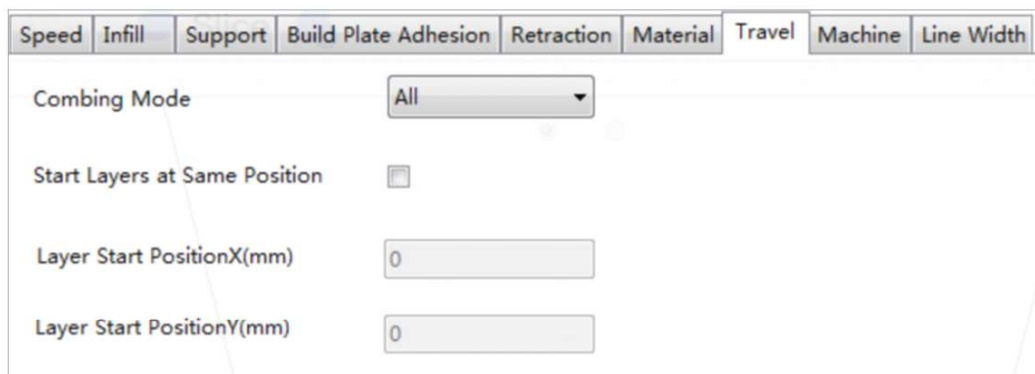 Slice
Speed Infill Support Build Plate Adhesion Retraction Material Travel Machine Line Width
Combing Mode All
Start Layers at Same Position
Layer Start PositionX(mm) 0
Layer Start PositionY(mm) 0